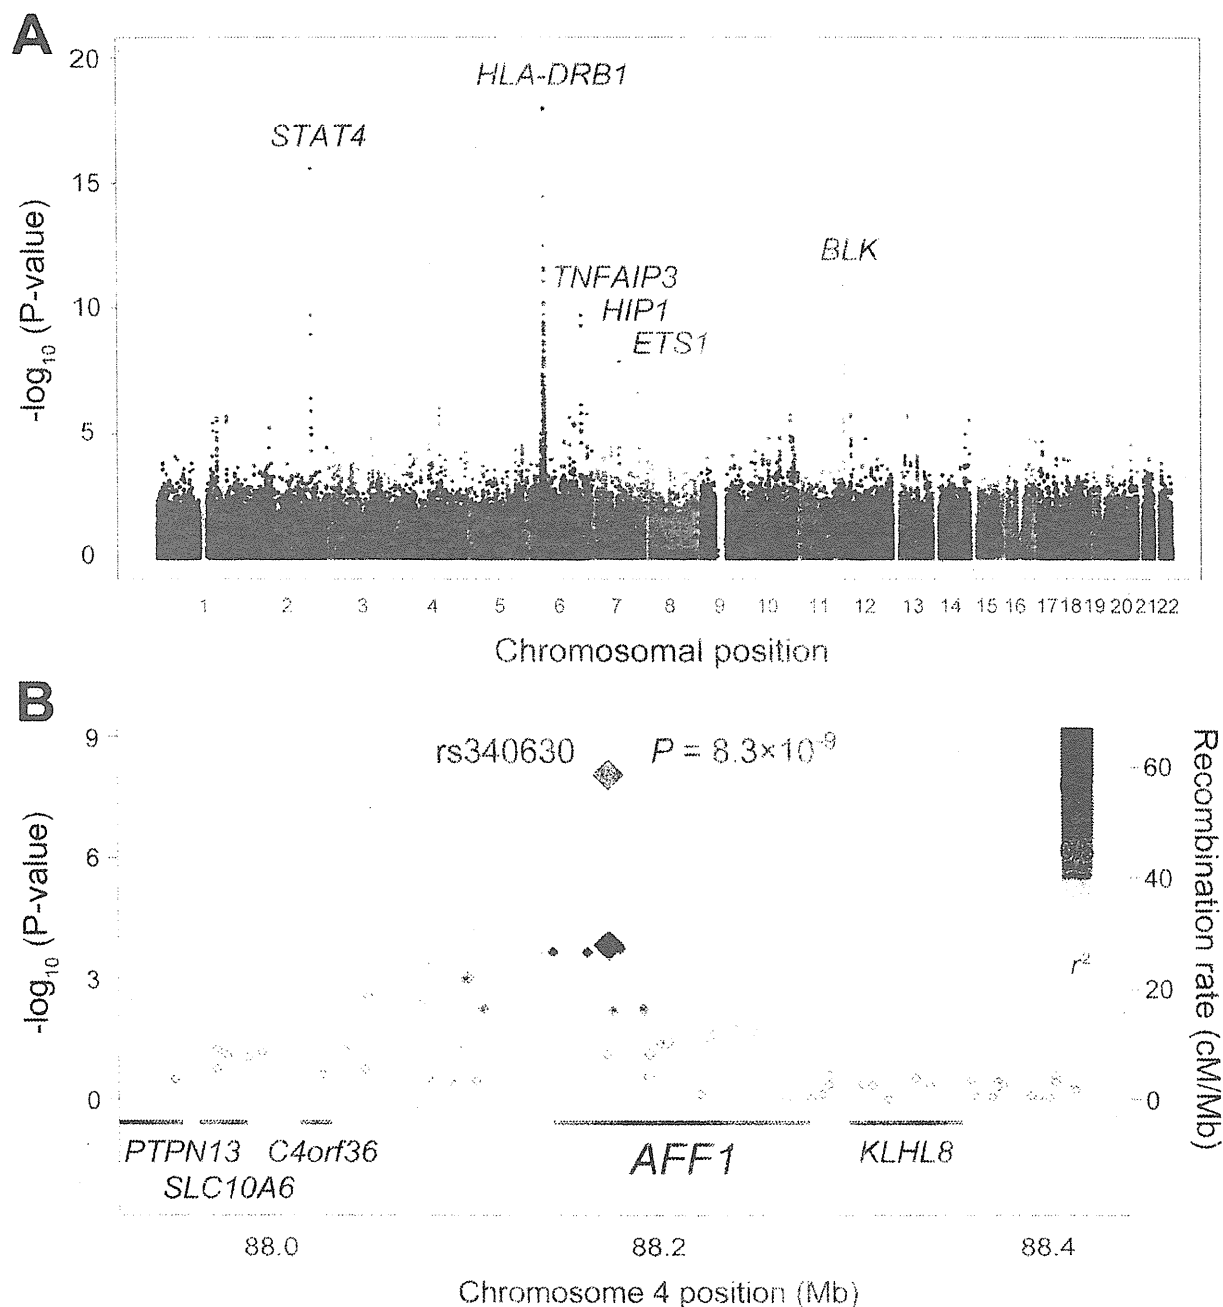 A
20
15
10
5
0
-log10 (P-value)
HLA-DRB1
STAT4
BLK
TNFAIP3
HIP1
ETS1
1 2 3 4 5 6 7 8 9 10 11 12 13 14 15 16 17 18 19 20 21 22
Chromosomal position
B
9
6
3
0
-log10 (P-value)
rs340630 P = 8.3×10-9
60
40
20
0
Recombination rate (cM/Mb)
r2
PTPN13 C4orf36 AFF1 KLHL8
SLC10A6
88.0 88.2 88.4
Chromosome 4 position (Mb)